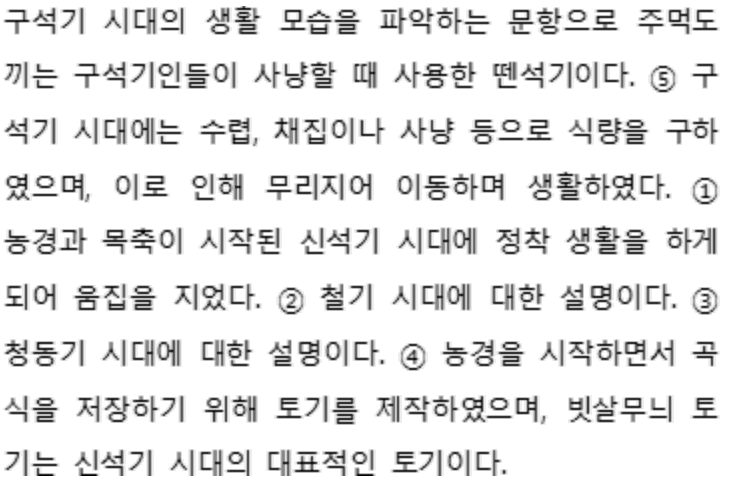 구석기 시대의 생활 모습을 파악하는 문항으로 주먹도
끼는 구석기인들이 사냥할 때 사용한 뗀석기이다. ⑤ 구
석기 시대에는 수렵, 채집이나 사냥 등으로 식량을 구하
였으며, 이로 인해 무리지어 이동하며 생활하였다. ①
농경과 목축이 시작된 신석기 시대에 정착 생활을 하게
되어 움집을 지었다. ② 철기 시대에 대한 설명이다. ③
청동기 시대에 대한 설명이다. ④ 농경을 시작하면서 곡
식을 저장하기 위해 토기를 제작하였으며, 빗살무늬 토
기는 신석기 시대의 대표적인 토기이다.